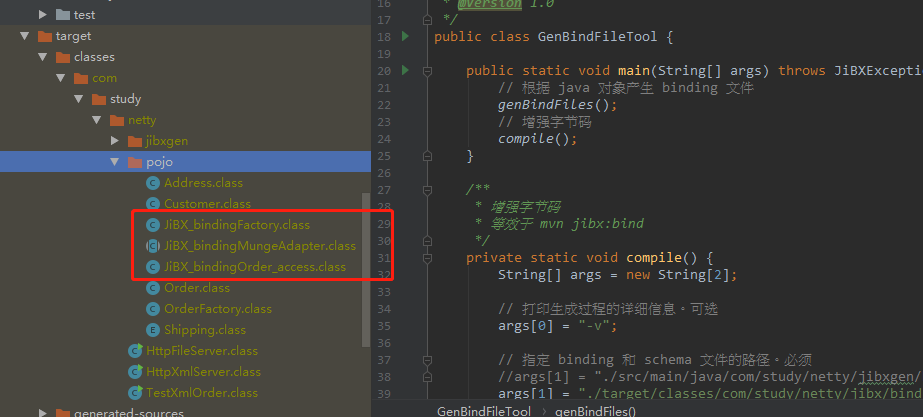 test
target
classes
com
study
netty
jibxgen
pojo
Address.class
Customer.class
JiBX_bindingFactory.class
JiBX_bindingMungeAdapter.class
JiBX_bindingOrder_access.class
Order.class
OrderFactory.class
Shipping.class
HttpFileServer.class
HttpXmlServer.class
TestXmlOrder.class
generated-sources
16 * @version 1.0
17 */
18 public class GenBindFileTool {
19
20 public static void main(String[] args) throws JiBXExcepti
21 // 根据 java 对象产生 binding 文件
22 genBindFiles();
23 // 增强字节码
24 compile();
25 }
26
27 /**
28 * 增强字节码
29 * 等效于 mvn jibx:bind
30 */
31 private static void compile() {
32 String[] args = new String[2];
33
34 // 打印生成过程的详细信息。可选
35 args[0] = "-v";
36
37 // 指定 binding 和 schema 文件的路径。必须
38 //args[1] = "./src/main/java/com/study/netty/jibxgen/
39 args[1] = "./target/classes/com/study/netty/jibx/bind
GenBindFileTool › genBindFiles()